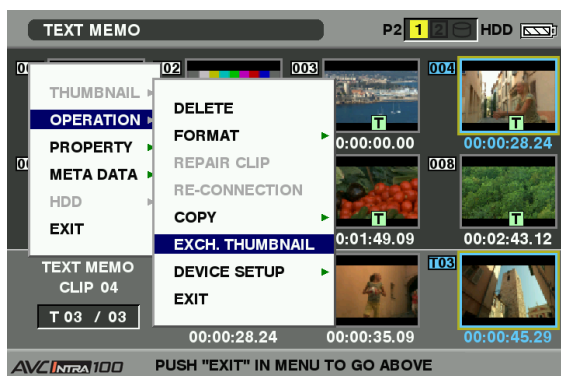 TEXT MEMO P2 1 2 HDD
00 02 003 004
THUMBNAIL
OPERATION
PROPERTY
META DATA
HDD
EXIT
DELETE
FORMAT
REPAIR CLIP
RE-CONNECTION
COPY
EXCH. THUMBNAIL
DEVICE SETUP
EXIT
T T
0:00:00.00 00:00:28.24
00 008
T T
0:01:49.09 00:02:43.12
TEXT MEMO
CLIP 04
T 03 / 03
T03
00:00:28.24 00:00:35.09 00:00:45.29
AVC INTRA 100 PUSH "EXIT" IN MENU TO GO ABOVE